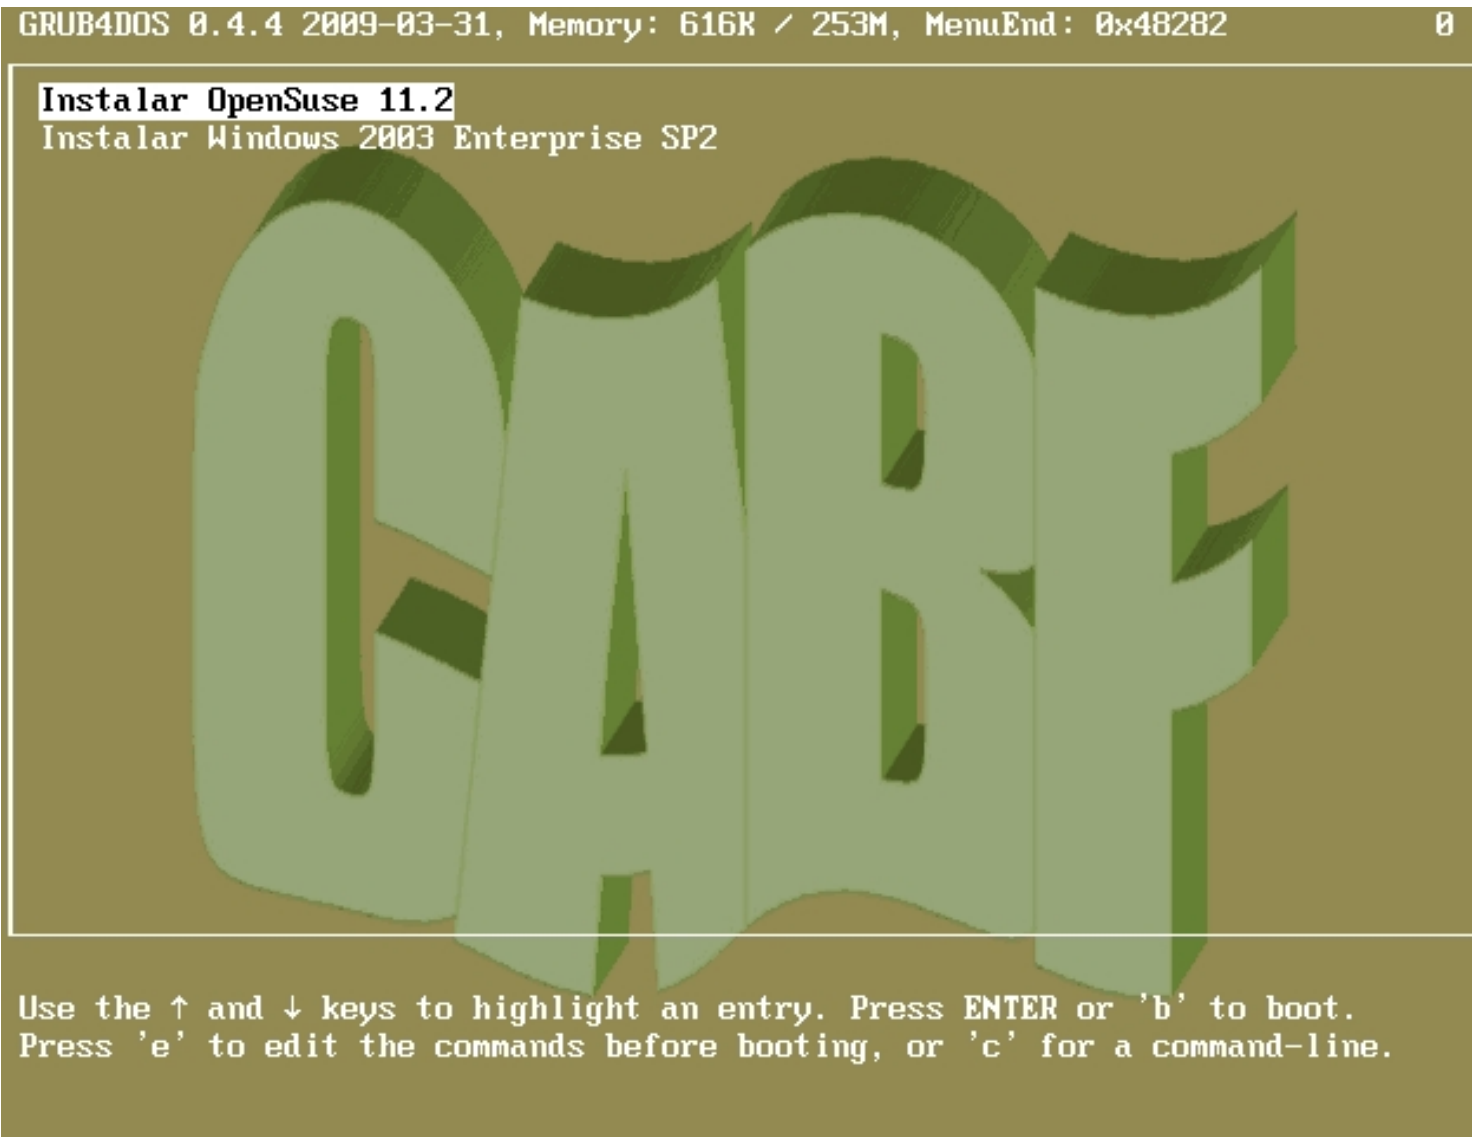 GRUB4DOS 0.4.4 2009-03-31, Memory: 616K / 253M, MenuEnd: 0x48282 0
Instalar OpenSuse 11.2
Instalar Windows 2003 Enterprise SP2
CABF
Use the ↑ and ↓ keys to highlight an entry. Press ENTER or 'b' to boot.
Press 'e' to edit the commands before booting, or 'c' for a command-line.